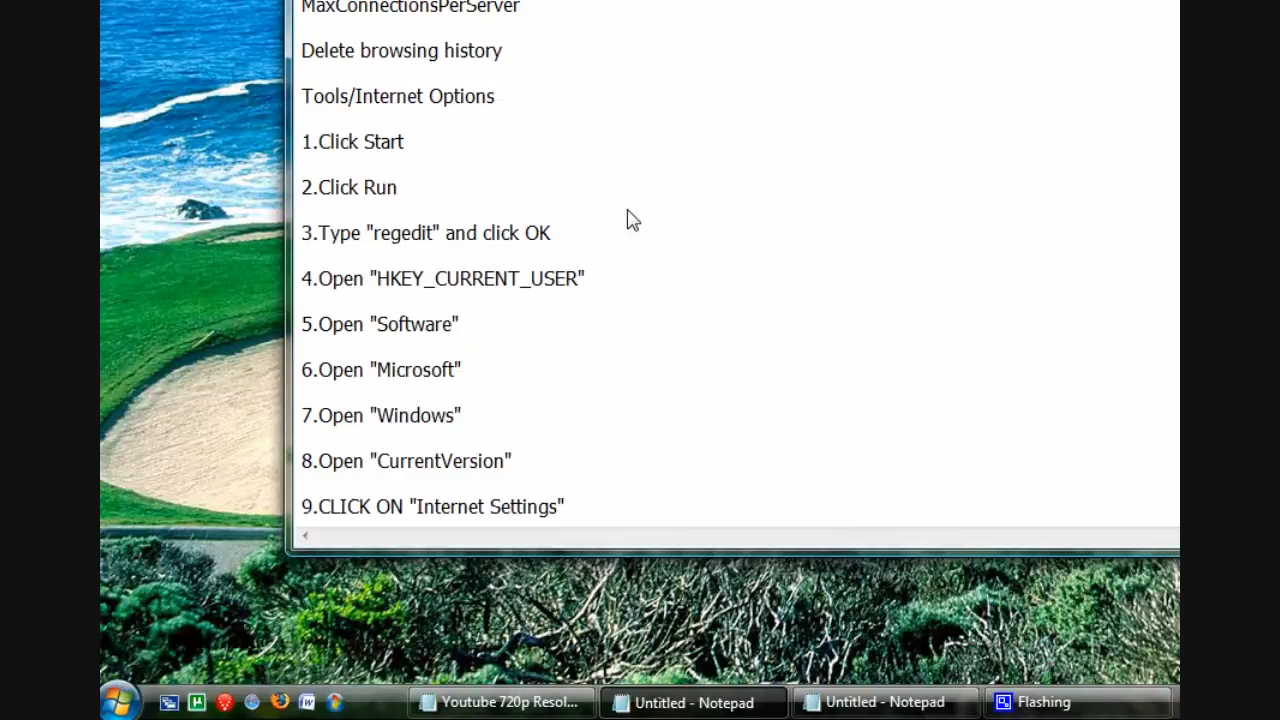 MaxConnectionsPerServer
Delete browsing history
Tools/Internet Options
1.Click Start
2.Click Run
3.Type "regedit" and click OK
4.Open "HKEY_CURRENT_USER"
5.Open "Software"
6.Open "Microsoft"
7.Open "Windows"
8.Open "CurrentVersion"
9.CLICK ON "Internet Settings"
Youtube 720p Resol...
Untitled - Notepad
Untitled - Notepad
Flashing